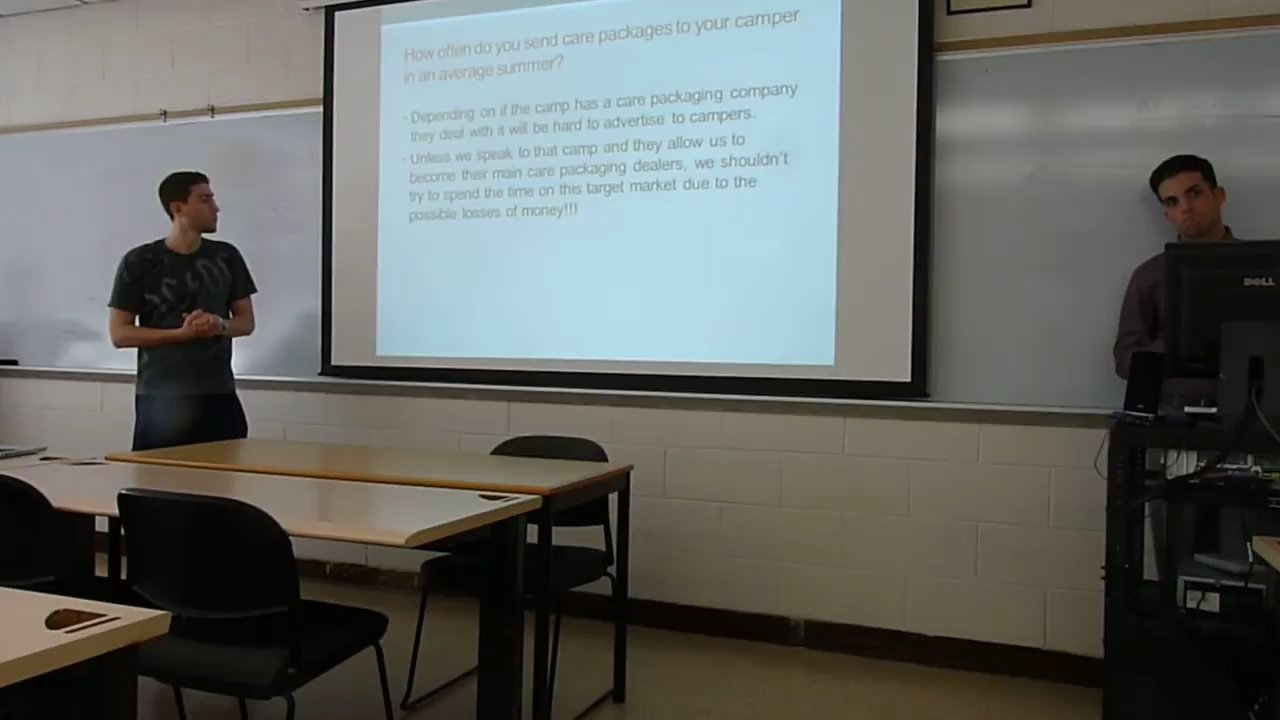 How often do you send care packages to your camper
in an average summer?
- Depending on if the camp has a care packaging company
they deal with it will be hard to advertise to campers.
- Unless we speak to that camp and they allow us to
become their main care packaging dealers, we shouldn't
try to spend the time on this target market due to the
possible losses of money!!!
DELL